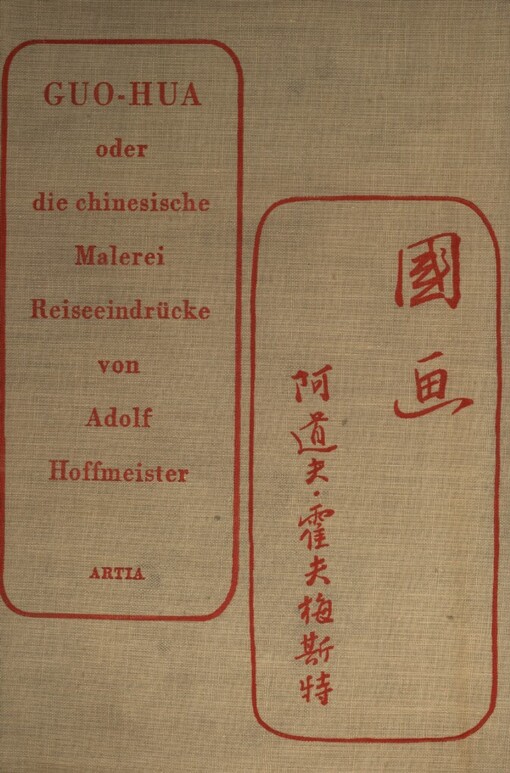 GUO-HUA
oder
die chinesische
Malerei
Reiseeindrücke
von
Adolf
Hoffmeister
ARTIA
國画
阿道夫·霍夫梅斯特